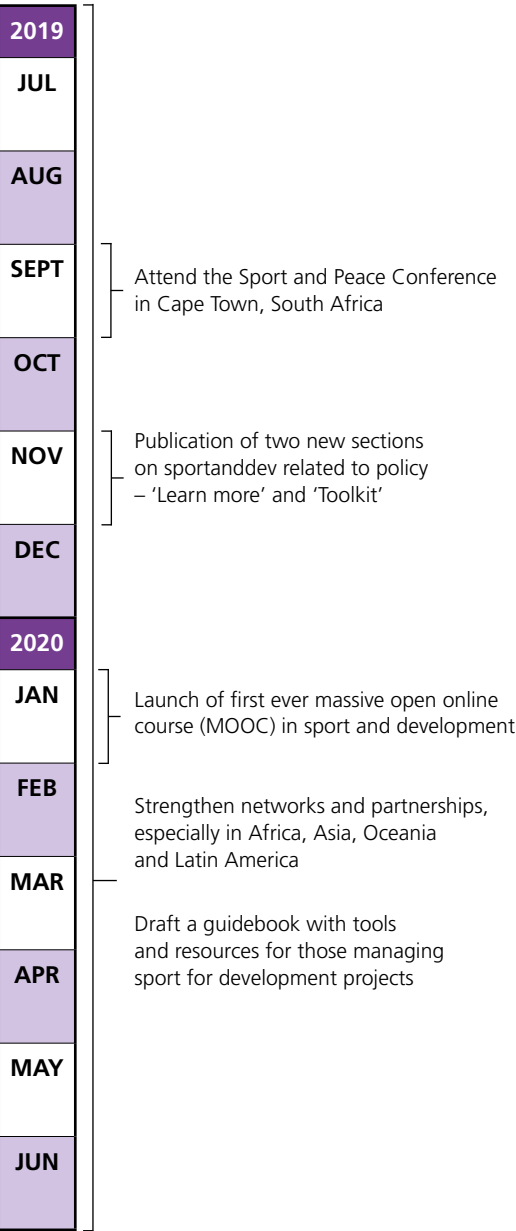 2019
JUL
AUG
SEPT
Attend the Sport and Peace Conference
in Cape Town, South Africa
OCT
NOV
Publication of two new sections
on sportanddev related to policy
– ‘Learn more’ and ‘Toolkit’
DEC
2020
JAN
Launch of first ever massive open online
course (MOOC) in sport and development
FEB
Strengthen networks and partnerships,
especially in Africa, Asia, Oceania
and Latin America
MAR
Draft a guidebook with tools
and resources for those managing
sport for development projects
APR
MAY
JUN